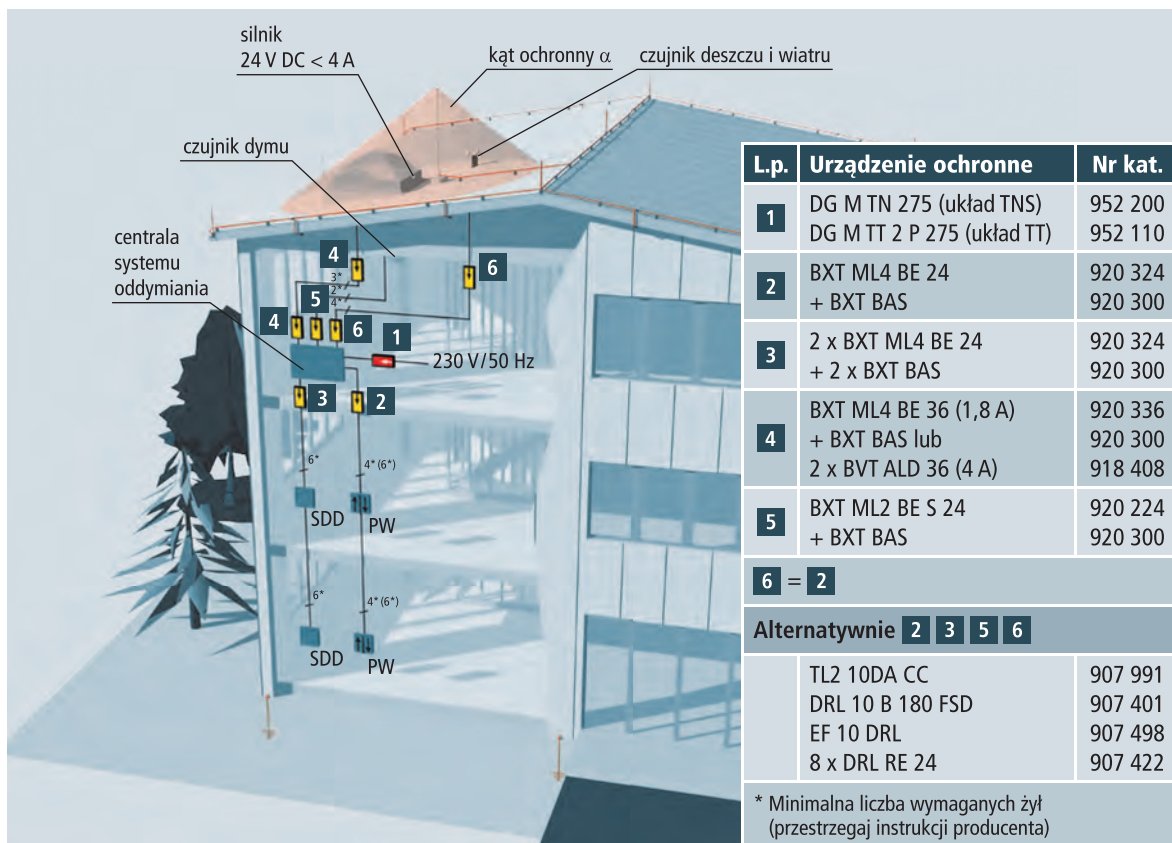 silnik
24 V DC < 4 A
kąt ochronny α
czujnik deszczu i wiatru
czujnik dymu
centrala
systemu
oddymiania
4
6
3*
2*
4*
5
4
6
1
230 V/50 Hz
3
2
6*
4* (6*)
SDD
PW
6*
4* (6*)
SDD
PW
L.p. Urządzenie ochronne Nr kat.
1 DG M TN 275 (układ TNS) 952 200
DG M TT 2 P 275 (układ TT) 952 110
2 BXT ML4 BE 24 920 324
+ BXT BAS 920 300
3 2 x BXT ML4 BE 24 920 324
+ 2 x BXT BAS 920 300
4 BXT ML4 BE 36 (1,8 A) 920 336
+ BXT BAS lub 920 300
2 x BVT ALD 36 (4 A) 918 408
5 BXT ML2 BE S 24 920 224
+ BXT BAS 920 300
6 = 2
Alternatywnie 2 3 5 6
TL2 10DA CC 907 991
DRL 10 B 180 FSD 907 401
EF 10 DRL 907 498
8 x DRL RE 24 907 422
* Minimalna liczba wymaganych żył
(przestrzegaj instrukcji producenta)